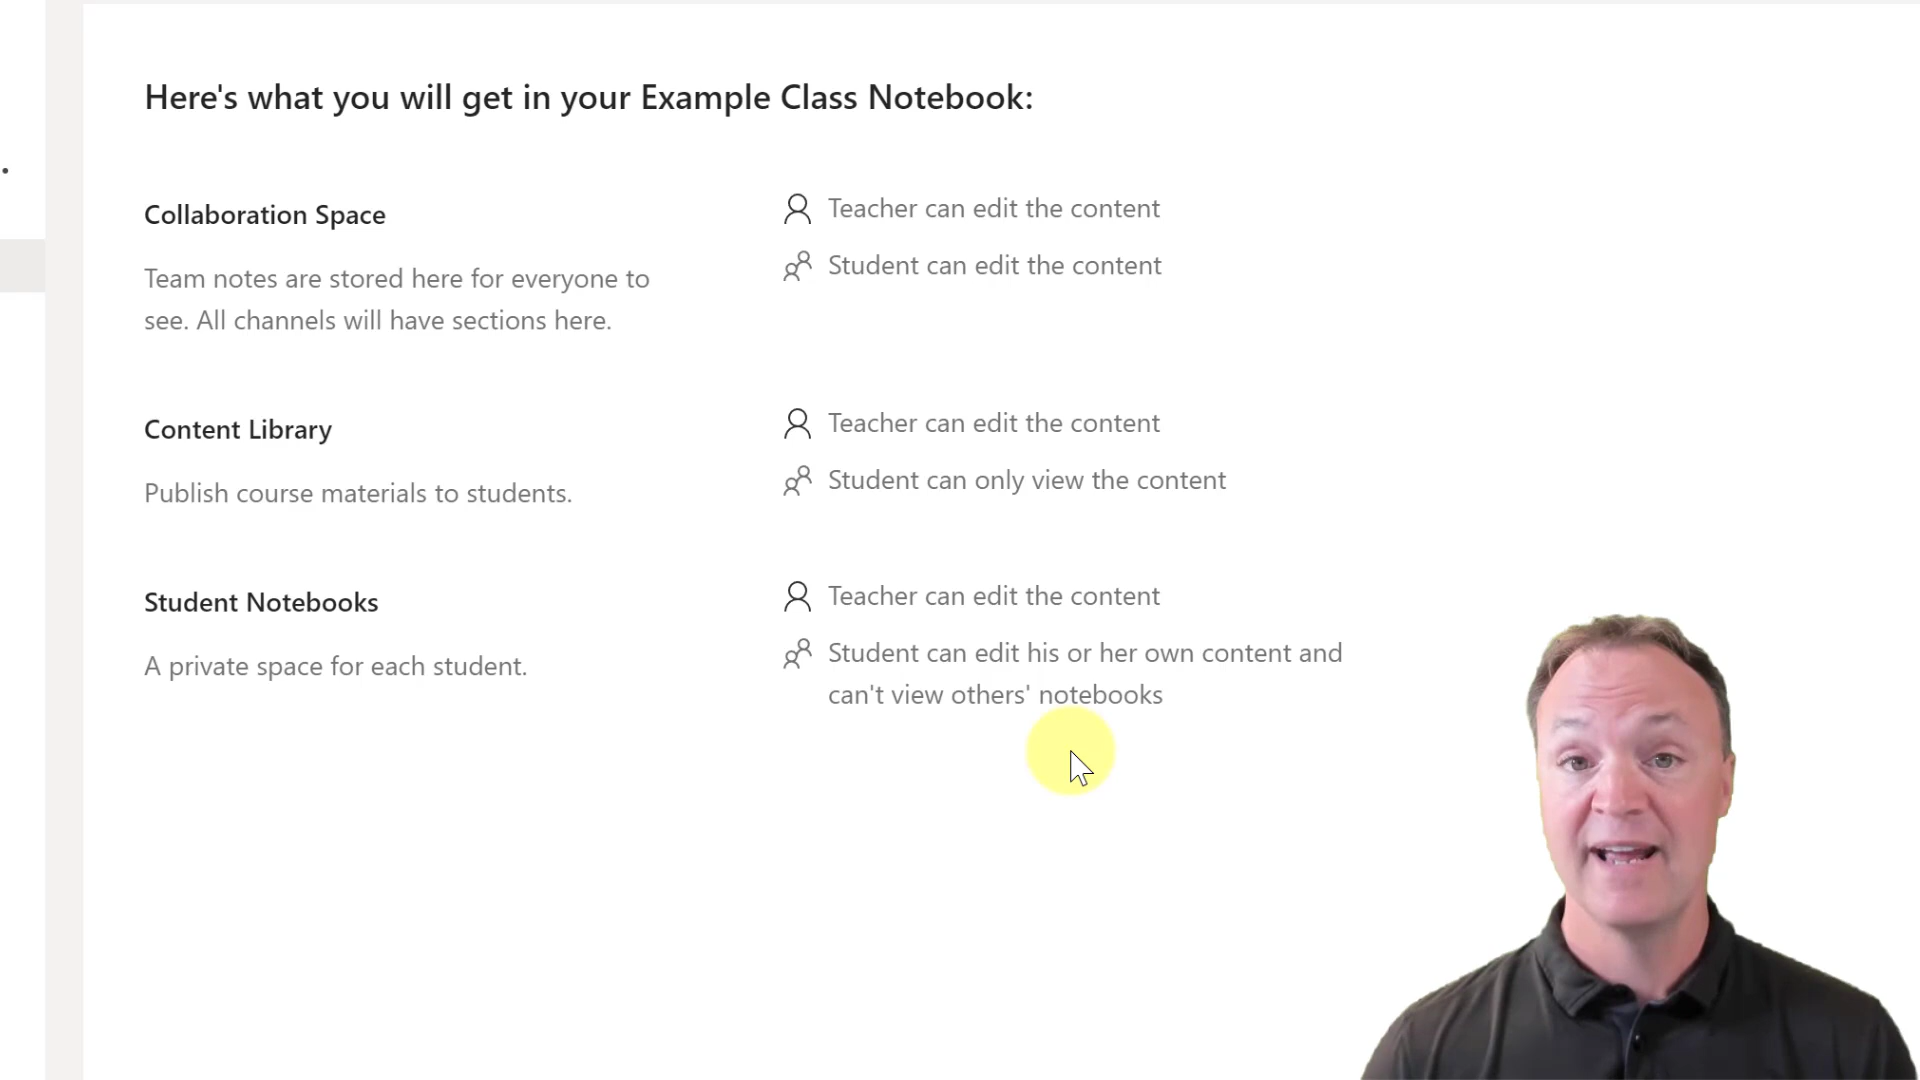 Here's what you will get in your Example Class Notebook:
Collaboration Space
Team notes are stored here for everyone to
see. All channels will have sections here.
Teacher can edit the content
Student can edit the content
Content Library
Publish course materials to students.
Teacher can edit the content
Student can only view the content
Student Notebooks
A private space for each student.
Teacher can edit the content
Student can edit his or her own content and
can't view others' notebooks